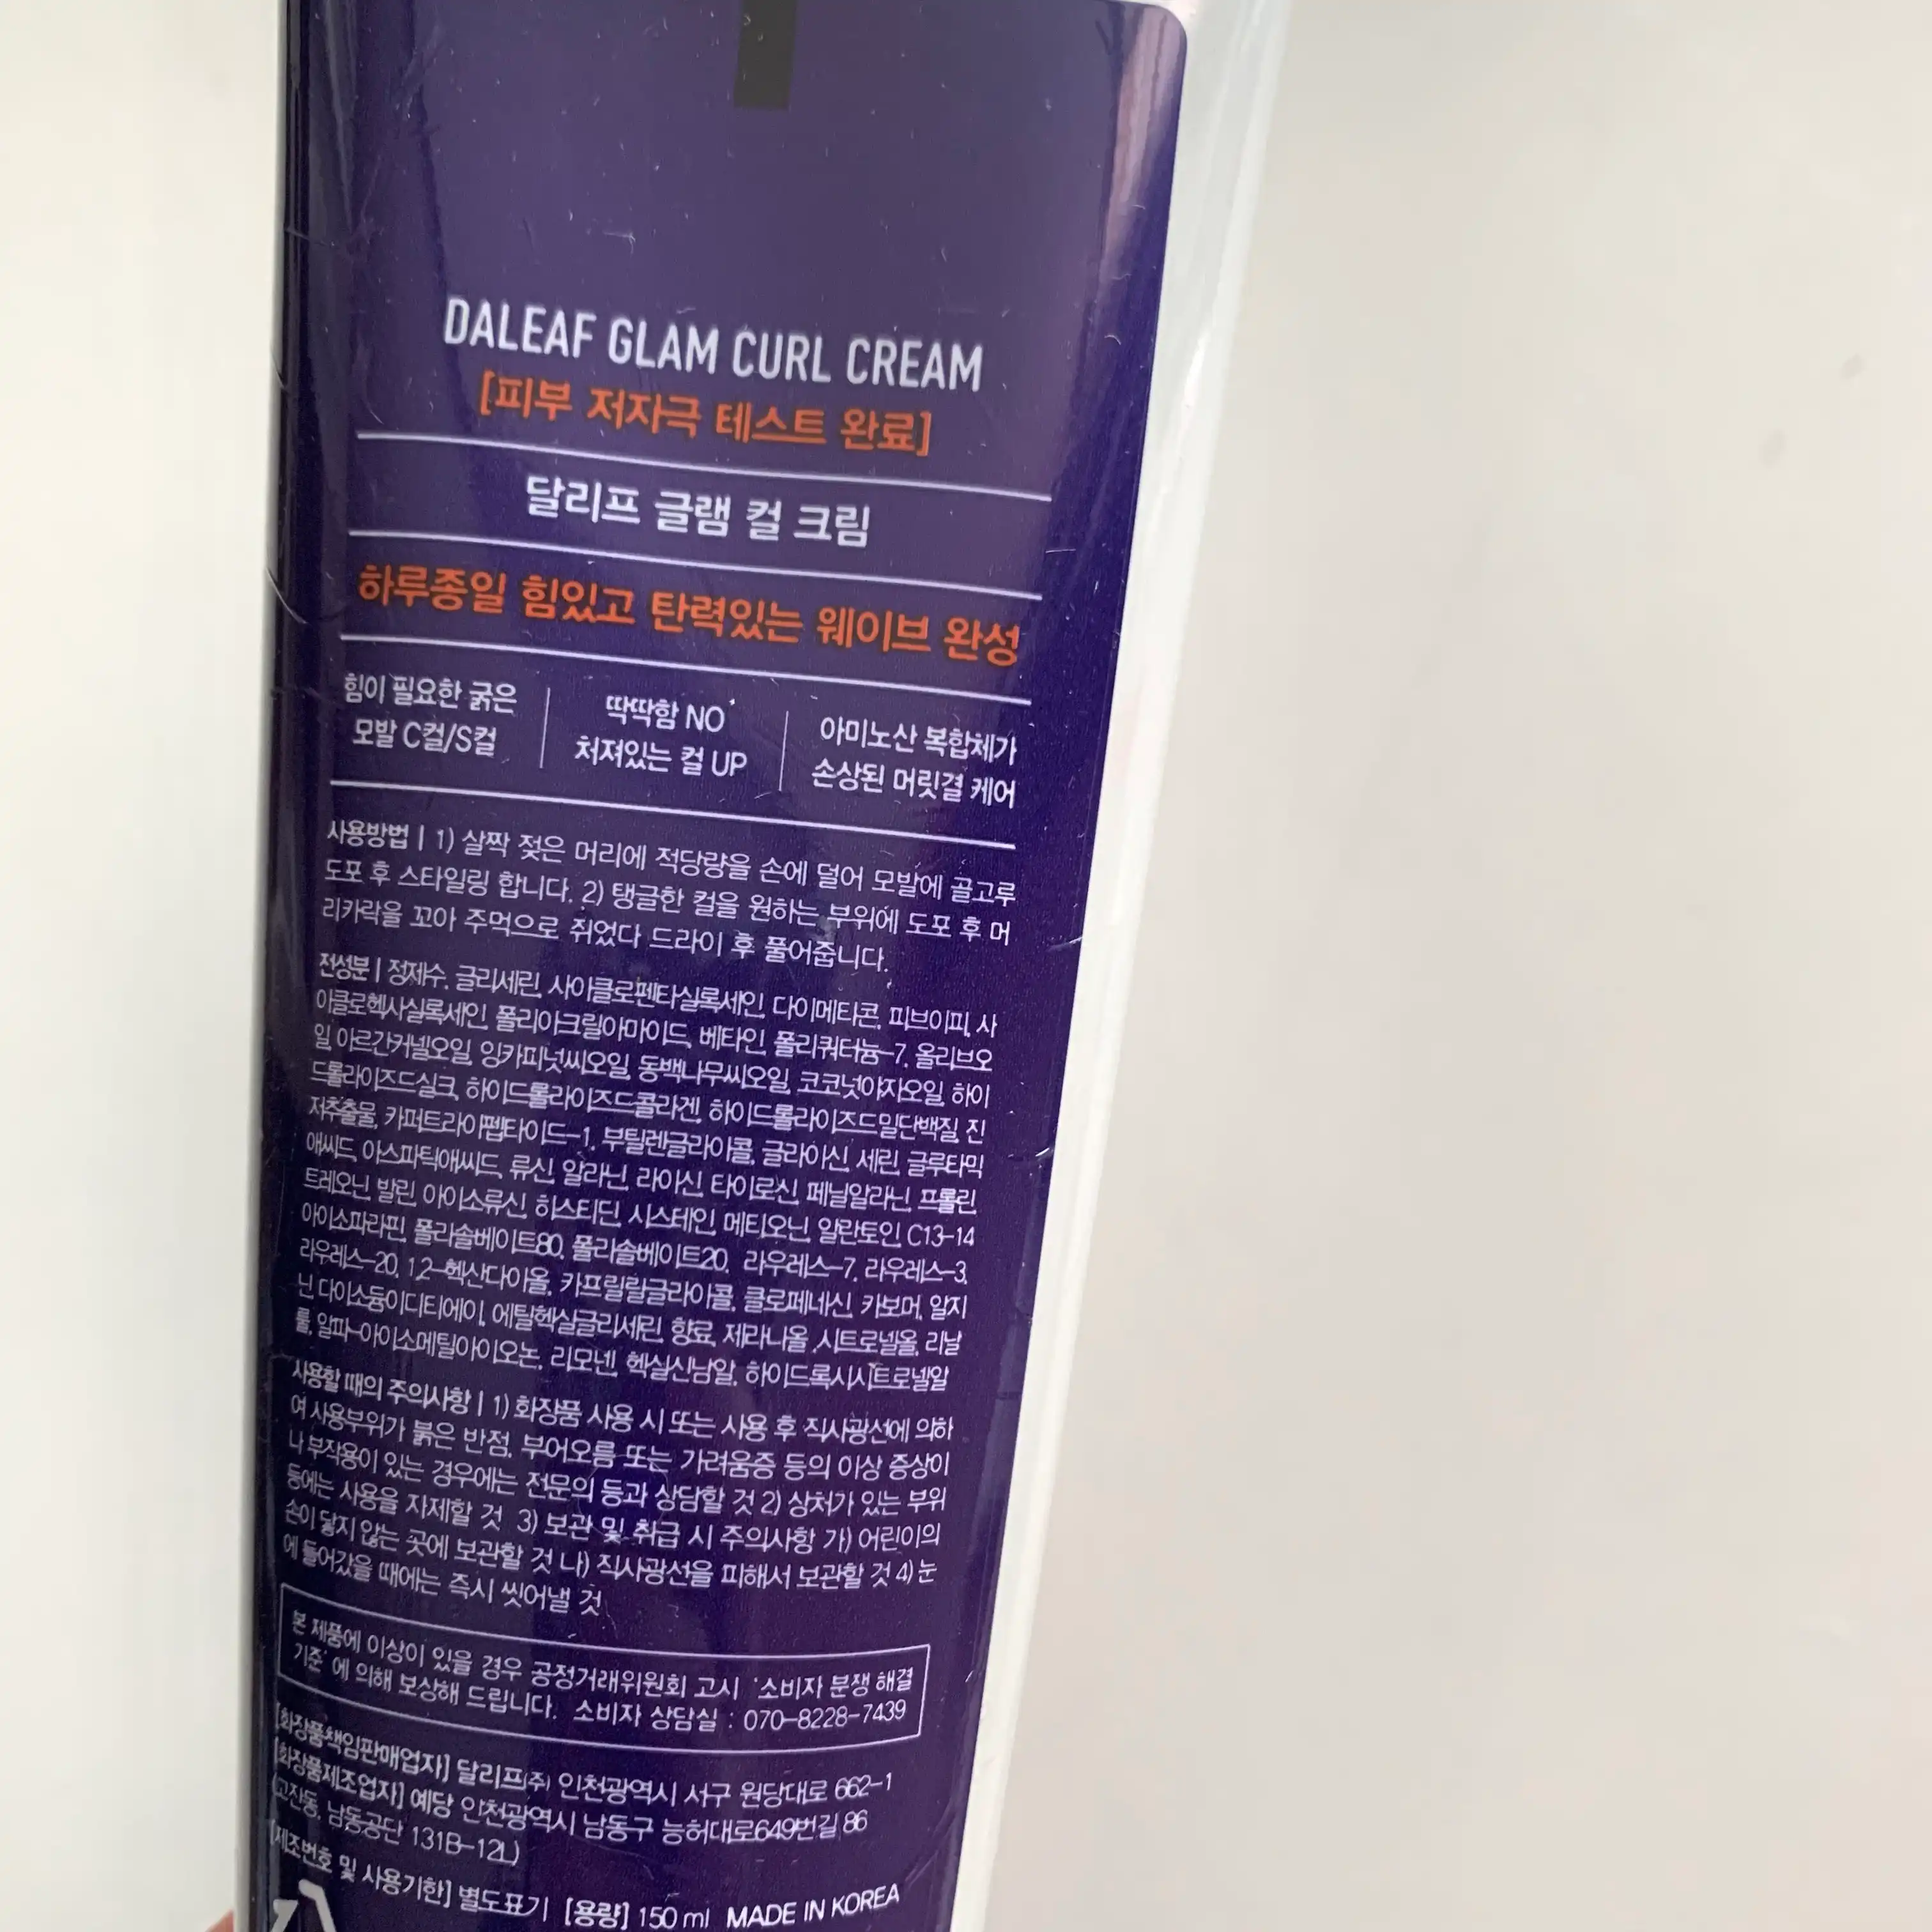 DALEAF GLAM CURL CREAM
[피부 저자극 테스트 완료]
달리프 글램 컬 크림
하루종일 힘있고 탄력있는 웨이브 완성
힘이 필요한 굵은
모발 C컬/S컬
딱딱함 NO
처져있는 컬 UP
아미노산 복합체가
손상된 머릿결 케어
사용방법 | 1) 살짝 젖은 머리에 적당량을 손에 덜어 모발에 골고루
도포 후 스타일링 합니다. 2) 탱글한 컬을 원하는 부위에 도포 후 머
리카락을 꼬아 주먹으로 쥐었다 드라이 후 풀어줍니다.
전성분 | 정제수, 글리세린, 사이클로펜타실록세인, 다이메티콘, 피브이피, 사
이클로헥사실록세인, 폴리아크릴아마이드, 베타인, 폴리쿼터늄-7, 올리브오
일, 아르간커넬오일, 잉카피넛씨오일, 동백나무씨오일, 코코넛야자오일, 하이
드롤라이즈드실크, 하이드롤라이즈드콜라겐, 하이드롤라이즈드밀단백질, 진
저추출물, 카퍼트라이펩타이드-1, 부틸렌글라이콜, 글라이신, 세린, 글루타믹
애씨드, 아스파틱애씨드, 류신, 알라닌, 라이신, 타이로신, 페닐알라닌, 프롤린,
트레오닌, 발린, 아이소류신, 히스티딘, 시스테인, 메티오닌, 알란토인, C13-14
아이소파라핀, 폴리솔베이트80, 폴리솔베이트20, 라우레스-7, 라우레스-3,
라우레스-20, 1,2-헥산다이올, 카프릴릴글라이콜, 클로페네신, 카보머, 알지
닌, 다이소듐이디티에이, 에틸헥실글리세린, 향료, 제라니올, 시트로넬올, 리날
룰, 알파-아이소메틸아이오논, 리모넨, 헥실신남알, 하이드록시시트로넬알
사용할 때의 주의사항 | 1) 화장품 사용 시 또는 사용 후 직사광선에 의하
여 사용부위가 붉은 반점, 부어오름 또는 가려움증 등의 이상 증상이
나 부작용이 있는 경우에는 전문의 등과 상담할 것 2) 상처가 있는 부위
등에는 사용을 자제할 것 3) 보관 및 취급 시 주의사항 가) 어린이의
손이 닿지 않는 곳에 보관할 것 나) 직사광선을 피해서 보관할 것 4) 눈
에 들어갔을 때에는 즉시 씻어낼 것
본 제품에 이상이 있을 경우 공정거래위원회 고시 '소비자 분쟁 해결
기준'에 의해 보상해 드립니다. 소비자 상담실 : 070-8228-7439
[화장품책임판매업자] 달리프(주) 인천광역시 서구 원당대로 662-1
[화장품제조업자] 예당 인천광역시 남동구 능허대로649번길 86
(고잔동, 남동공단 131B-12L)
[제조번호 및 사용기한] 별도표기 [용량] 150 ml MADE IN KOREA